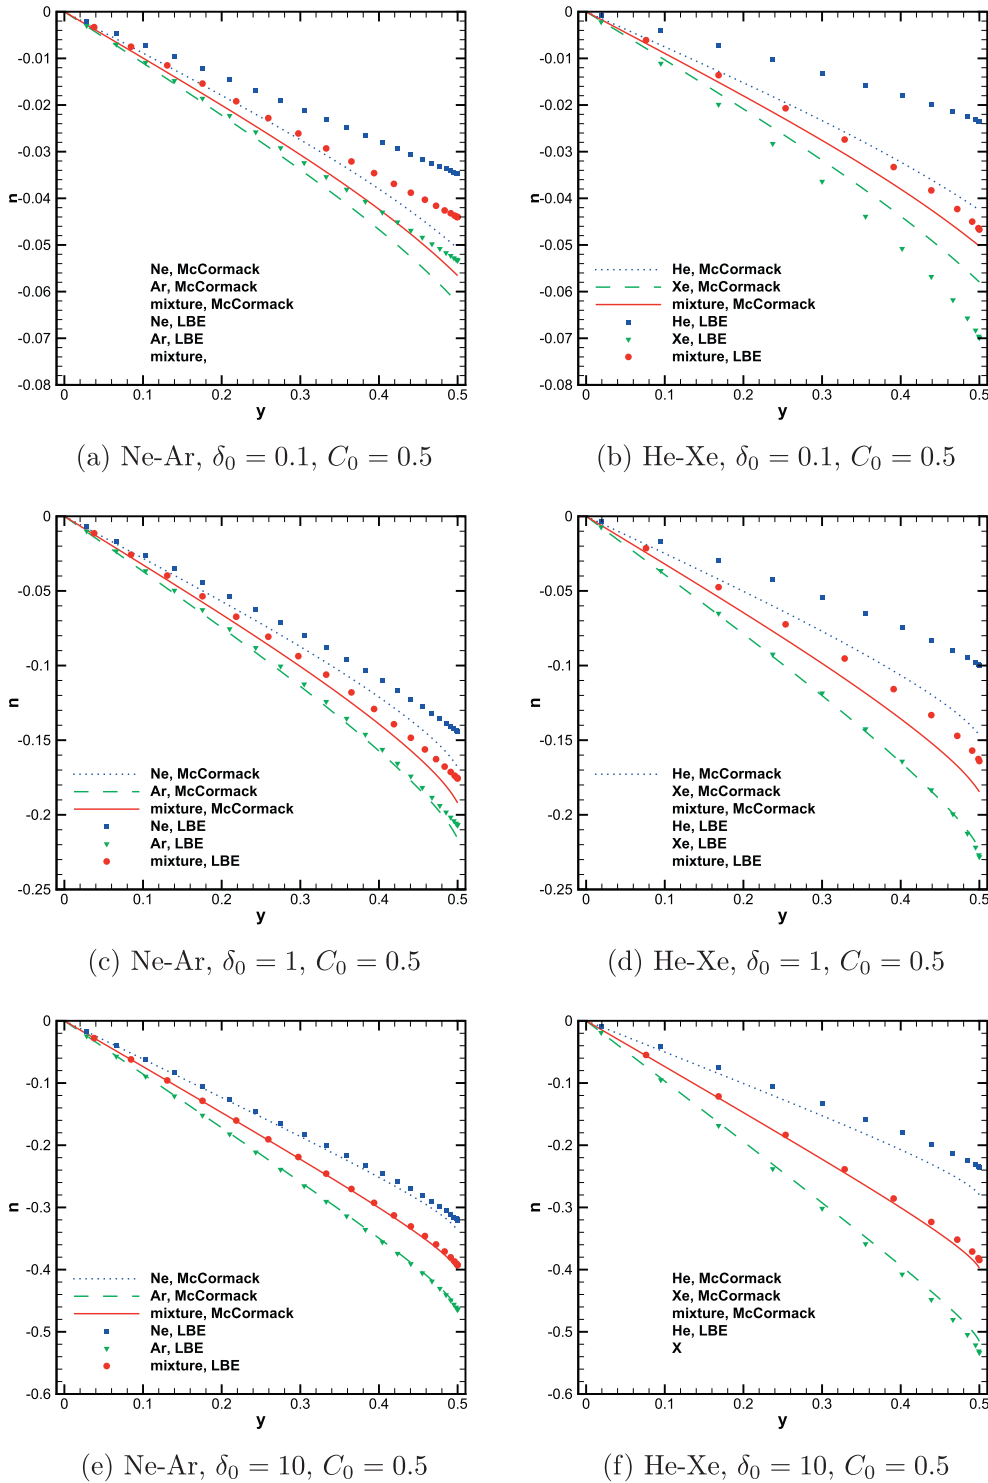 0
-0.01
-0.02
-0.03
-0.04
-0.05
-0.06
-0.07
-0.08
n
Ne, McCormack
Ar, McCormack
mixture, McCormack
Ne, LBE
Ar, LBE
mixture,
0 0.1 0.2 0.3 0.4 0.5
y
(a) Ne-Ar, δ₀ = 0.1, C₀ = 0.5
0
-0.01
-0.02
-0.03
-0.04
-0.05
-0.06
-0.07
-0.08
n
He, McCormack
Xe, McCormack
mixture, McCormack
He, LBE
Xe, LBE
mixture, LBE
0 0.1 0.2 0.3 0.4 0.5
y
(b) He-Xe, δ₀ = 0.1, C₀ = 0.5
0
-0.05
-0.1
-0.15
-0.2
-0.25
n
Ne, McCormack
Ar, McCormack
mixture, McCormack
Ne, LBE
Ar, LBE
mixture, LBE
0 0.1 0.2 0.3 0.4 0.5
y
(c) Ne-Ar, δ₀ = 1, C₀ = 0.5
0
-0.05
-0.1
-0.15
-0.2
-0.25
n
He, McCormack
Xe, McCormack
mixture, McCormack
He, LBE
Xe, LBE
mixture, LBE
0 0.1 0.2 0.3 0.4 0.5
y
(d) He-Xe, δ₀ = 1, C₀ = 0.5
0
-0.1
-0.2
-0.3
-0.4
-0.5
-0.6
n
Ne, McCormack
Ar, McCormack
mixture, McCormack
Ne, LBE
Ar, LBE
mixture, LBE
0 0.1 0.2 0.3 0.4 0.5
y
(e) Ne-Ar, δ₀ = 10, C₀ = 0.5
0
-0.1
-0.2
-0.3
-0.4
-0.5
-0.6
n
He, McCormack
Xe, McCormack
mixture, McCormack
He, LBE
X
0 0.1 0.2 0.3 0.4 0.5
y
(f) He-Xe, δ₀ = 10, C₀ = 0.5